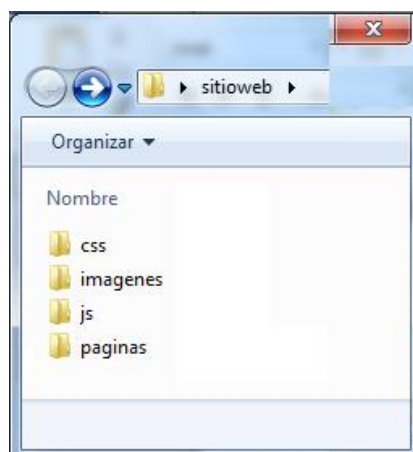 sitioweb
Organizar
Nombre
css
imagenes
js
paginas